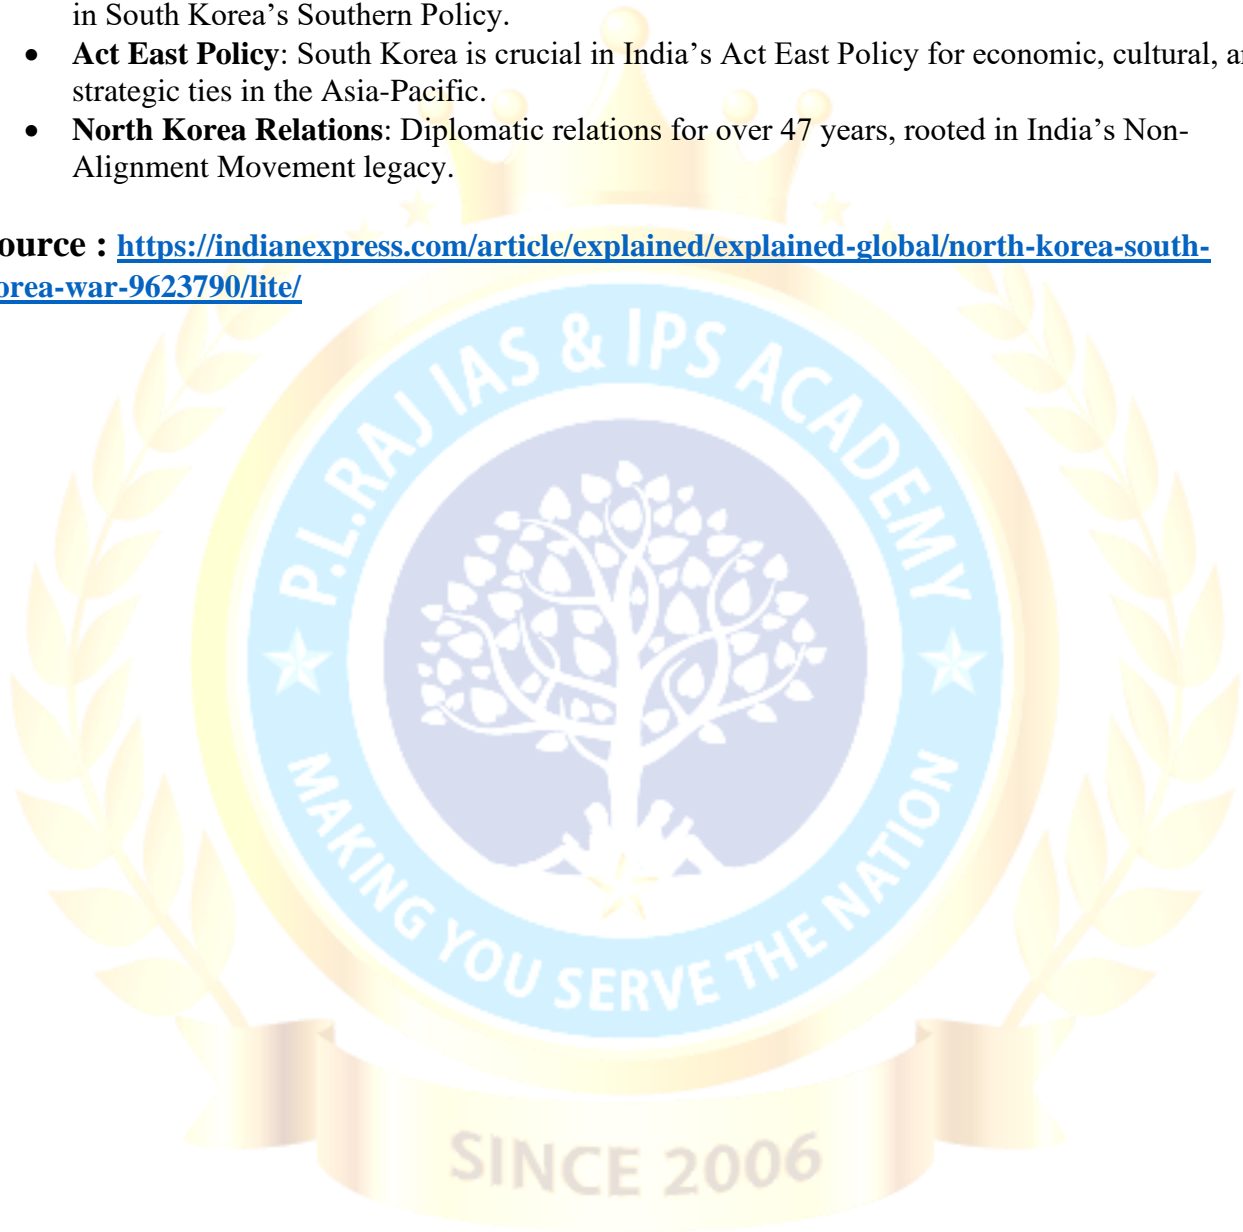 in South Korea’s Southern Policy.
• Act East Policy: South Korea is crucial in India’s Act East Policy for economic, cultural, a
strategic ties in the Asia-Pacific.
• North Korea Relations: Diplomatic relations for over 47 years, rooted in India’s Non-
Alignment Movement legacy.
ource : https://indianexpress.com/article/explained/explained-global/north-korea-south-
orea-war-9623790/lite/
P.L.RAJ IAS & IPS ACADEMY
MAKING YOU SERVE THE NATION
SINCE 2006